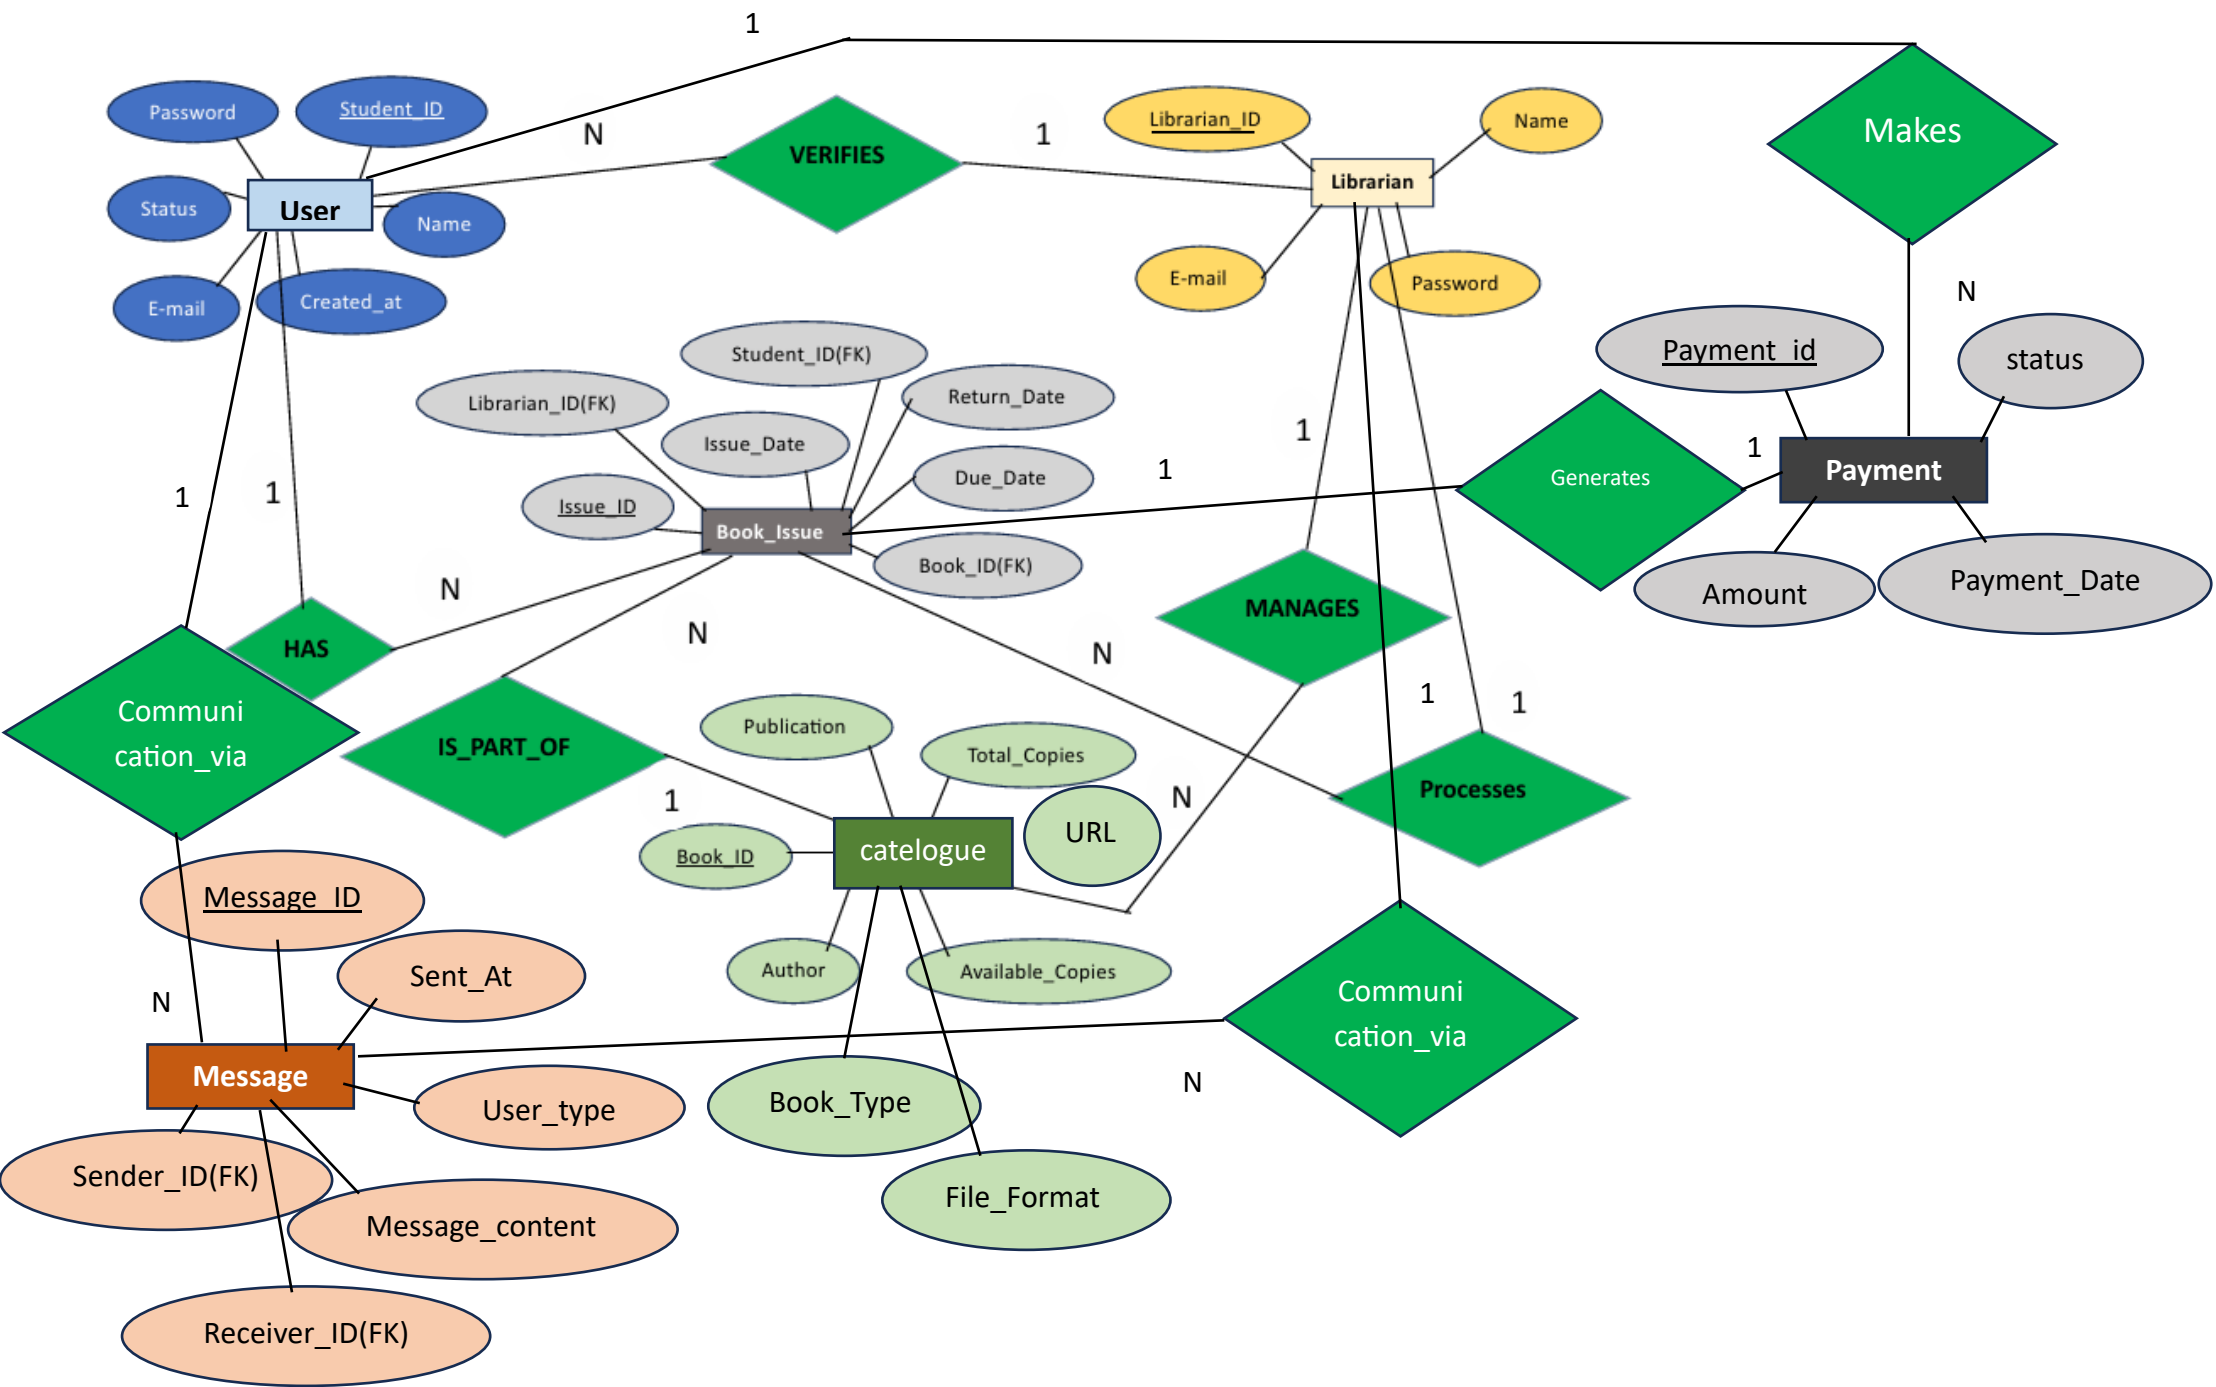 1
Password
Student_ID
N
VERIFIES
1
Librarian_ID
Name
Makes
Status
User
Name
Librarian
E-mail
Created_at
E-mail
Password
N
Student_ID(FK)
Payment_id
status
Librarian_ID(FK)
Return_Date
Issue_Date
1
1
1
Due_Date
1
Generates
Payment
1
1
Issue_ID
Book_Issue
Book_ID(FK)
Amount
Payment_Date
N
MANAGES
HAS
N
N
1
1
Communi
cation_via
IS_PART_OF
Publication
Total_Copies
Processes
1
N
URL
Book_ID
catelogue
Message_ID
Sent_At
Author
Available_Copies
Communi
cation_via
N
Message
N
User_type
Book_Type
Sender_ID(FK)
Message_content
File_Format
Receiver_ID(FK)